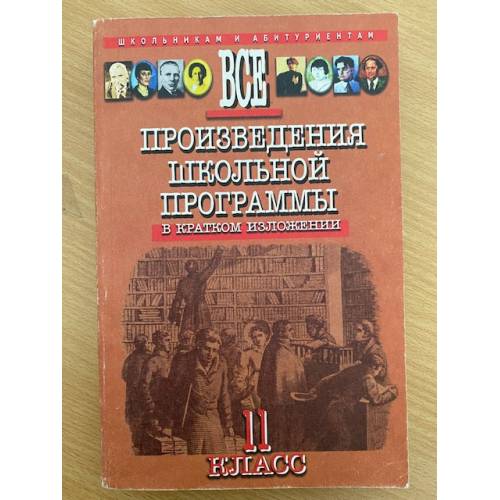 ШКОЛЬНИКАМ И АБИТУРИЕНТАМ
ВСЕ
ПРОИЗВЕДЕНИЯ
ШКОЛЬНОЙ
ПРОГРАММЫ
В КРАТКОМ ИЗЛОЖЕНИИ
11
КЛАСС